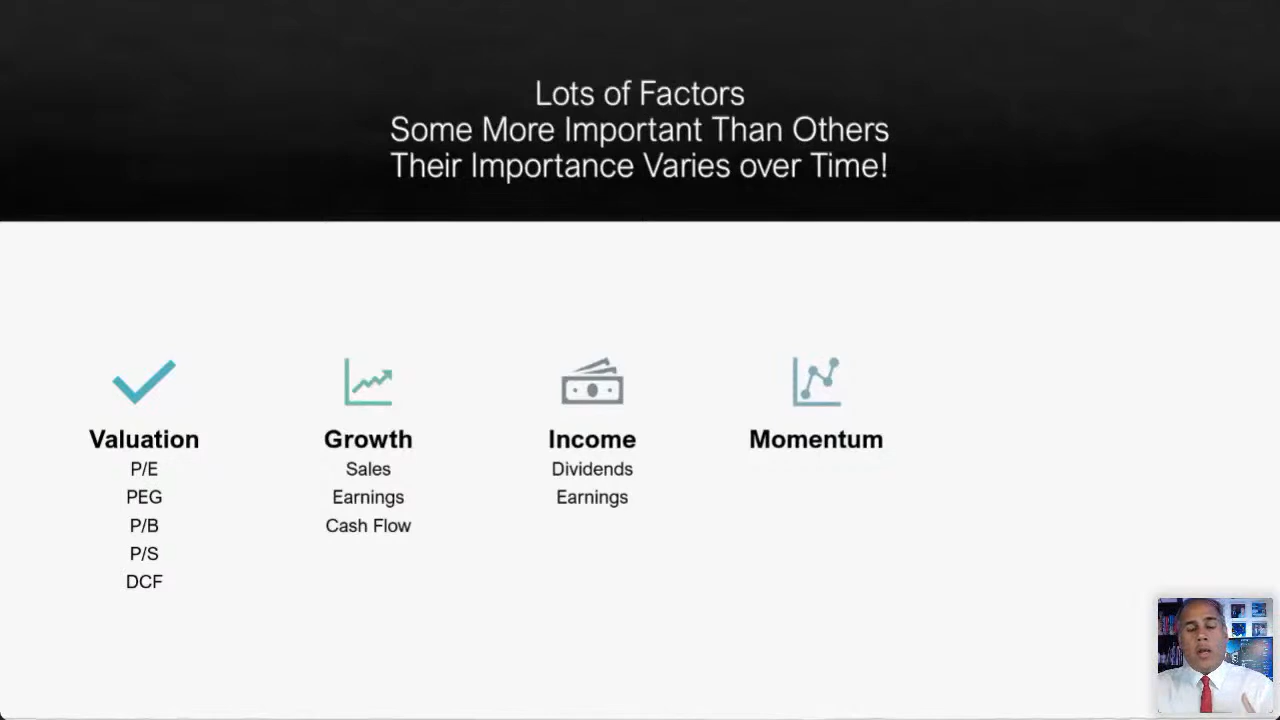 Lots of Factors
Some More Important Than Others
Their Importance Varies over Time!
Valuation
P/E
PEG
P/B
P/S
DCF
Growth
Sales
Earnings
Cash Flow
Income
Dividends
Earnings
Momentum